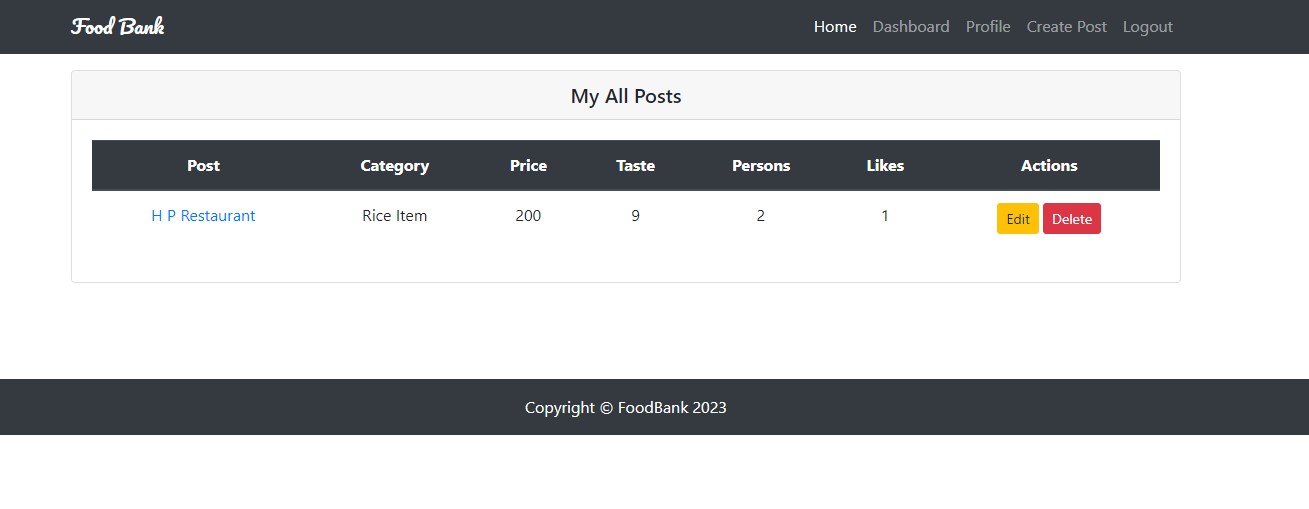 Food Bank Home Dashboard Profile Create Post Logout
My All Posts
Post Category Price Taste Persons Likes Actions
H P Restaurant Rice Item 200 9 2 1 Edit Delete
Copyright © FoodBank 2023